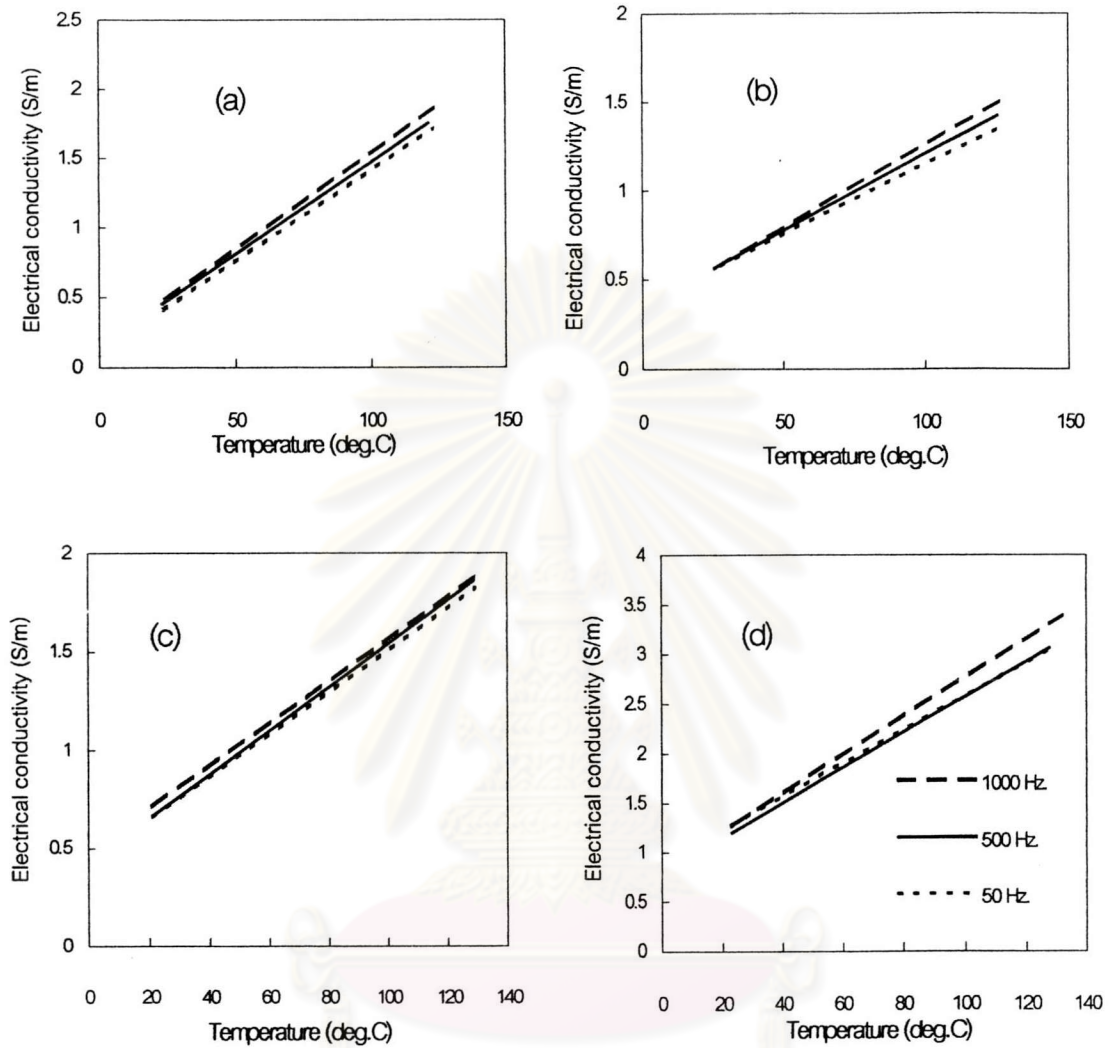 Electrical conductivity (S/m)
2.5
2
1.5
1
0.5
0
(a)
0 50 100 150
Temperature (deg.C)
Electrical conductivity (S/m)
2
1.5
1
0.5
0
(b)
0 50 100 150
Temperature (deg.C)
Electrical conductivity (S/m)
2
1.5
1
0.5
0
(c)
0 20 40 60 80 100 120 140
Temperature (deg.C)
Electrical conductivity (S/m)
4
3.5
3
2.5
2
1.5
1
0.5
0
(d)
1000 Hz.
500 Hz.
50 Hz.
0 20 40 60 80 100 120 140
Temperature (deg.C)